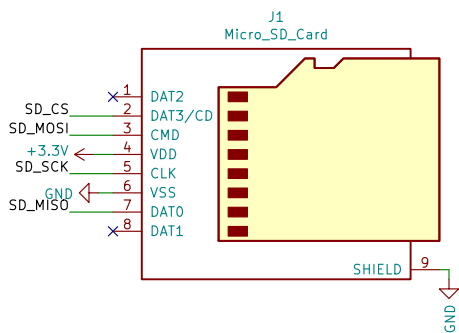 J1
Micro_SD_Card
1 DAT2
SD_CS 2 DAT3/CD
SD_MOSI 3 CMD
+3.3V 4 VDD
SD_SCK 5 CLK
GND 6 VSS
SD_MISO 7 DAT0
8 DAT1
SHIELD 9
GND